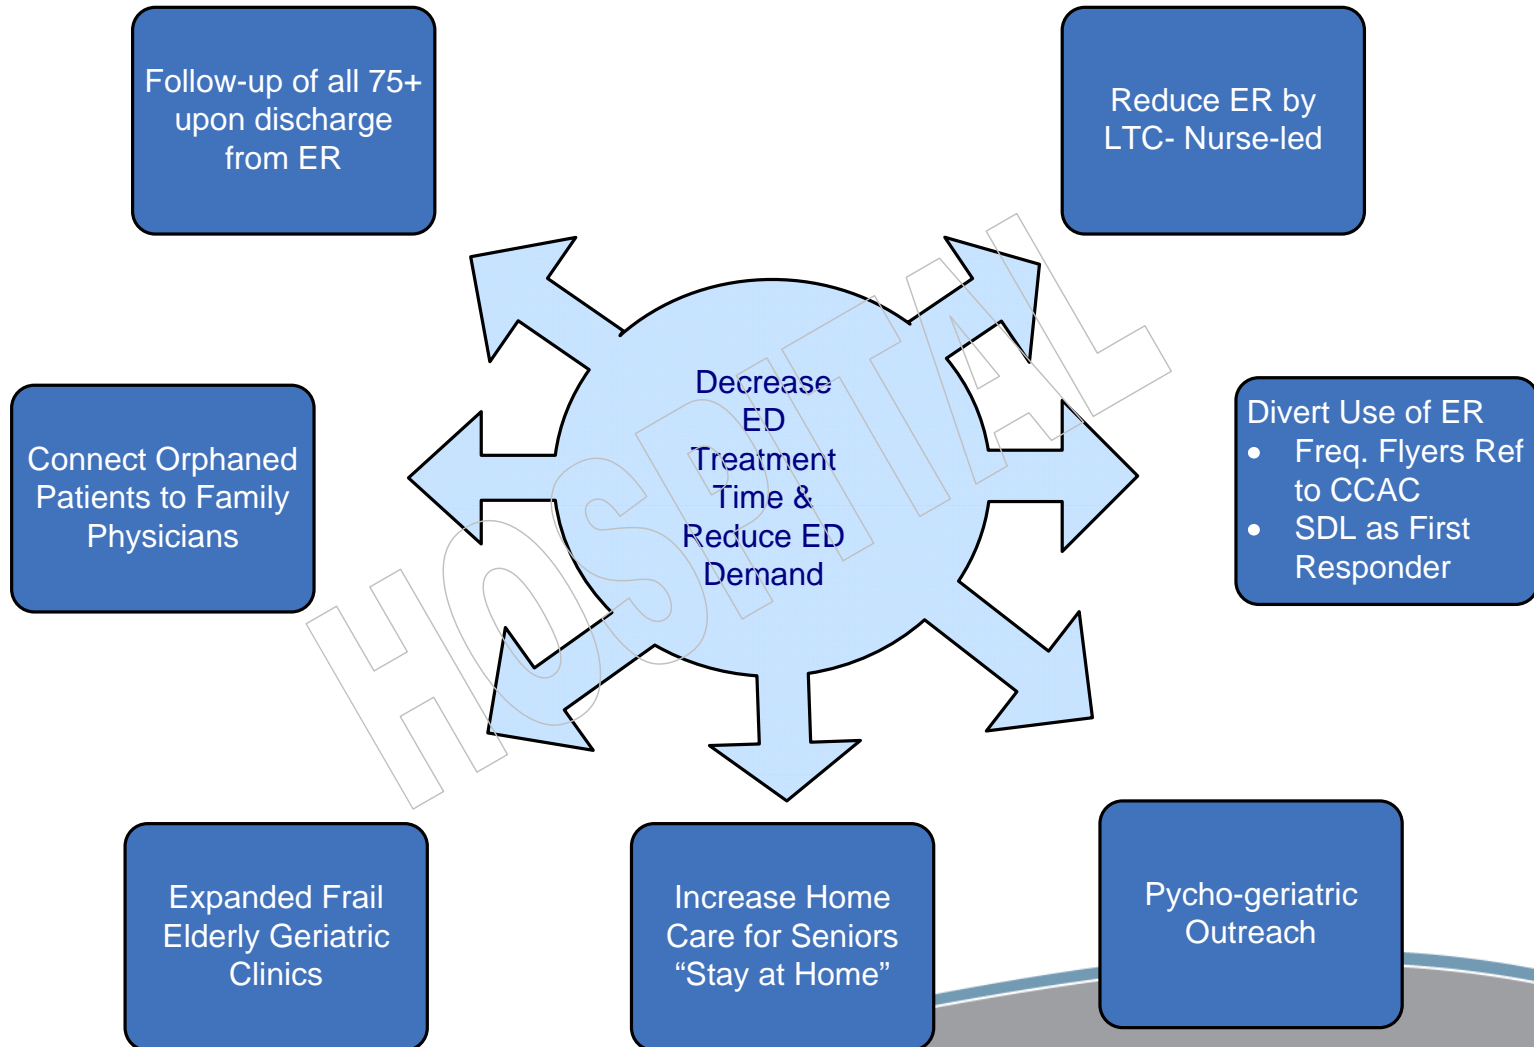 Follow-up of all 75+
upon discharge
from ER
Reduce ER by
LTC- Nurse-led
Decrease
ED
Treatment
Time &
Reduce ED
Demand
Connect Orphaned
Patients to Family
Physicians
Divert Use of ER
• Freq. Flyers Ref
to CCAC
• SDL as First
Responder
HOSPITAL
Expanded Frail
Elderly Geriatric
Clinics
Increase Home
Care for Seniors
“Stay at Home”
Pycho-geriatric
Outreach